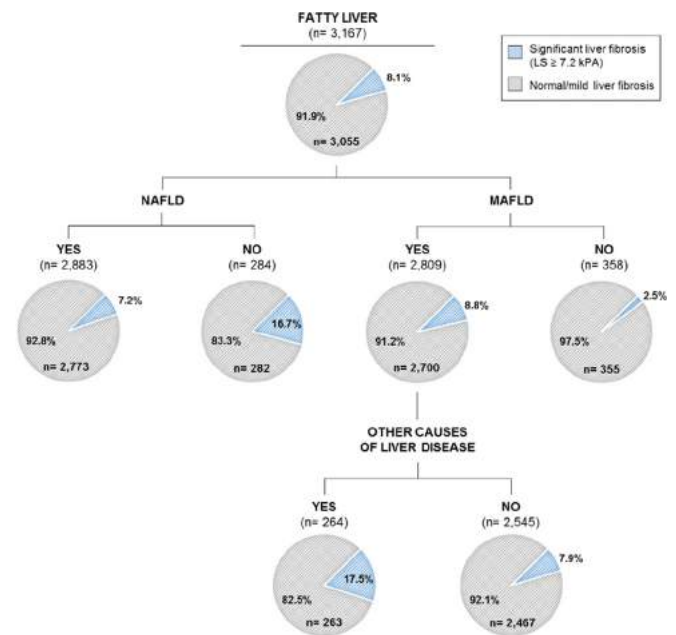 FATTY LIVER
(n= 3,167)
Significant liver fibrosis
(LS ≥ 7.2 kPA)
Normal/mild liver fibrosis
8.1%
91.9%
n= 3,055
NAFLD
MAFLD
YES
(n= 2,883)
NO
(n= 284)
YES
(n= 2,809)
NO
(n= 358)
7.2%
92.8%
n= 2,773
16.7%
83.3%
n= 282
8.8%
91.2%
n= 2,700
2.5%
97.5%
n= 355
OTHER CAUSES
OF LIVER DISEASE
YES
(n= 264)
NO
(n= 2,545)
17.5%
82.5%
n= 263
7.9%
92.1%
n= 2,467